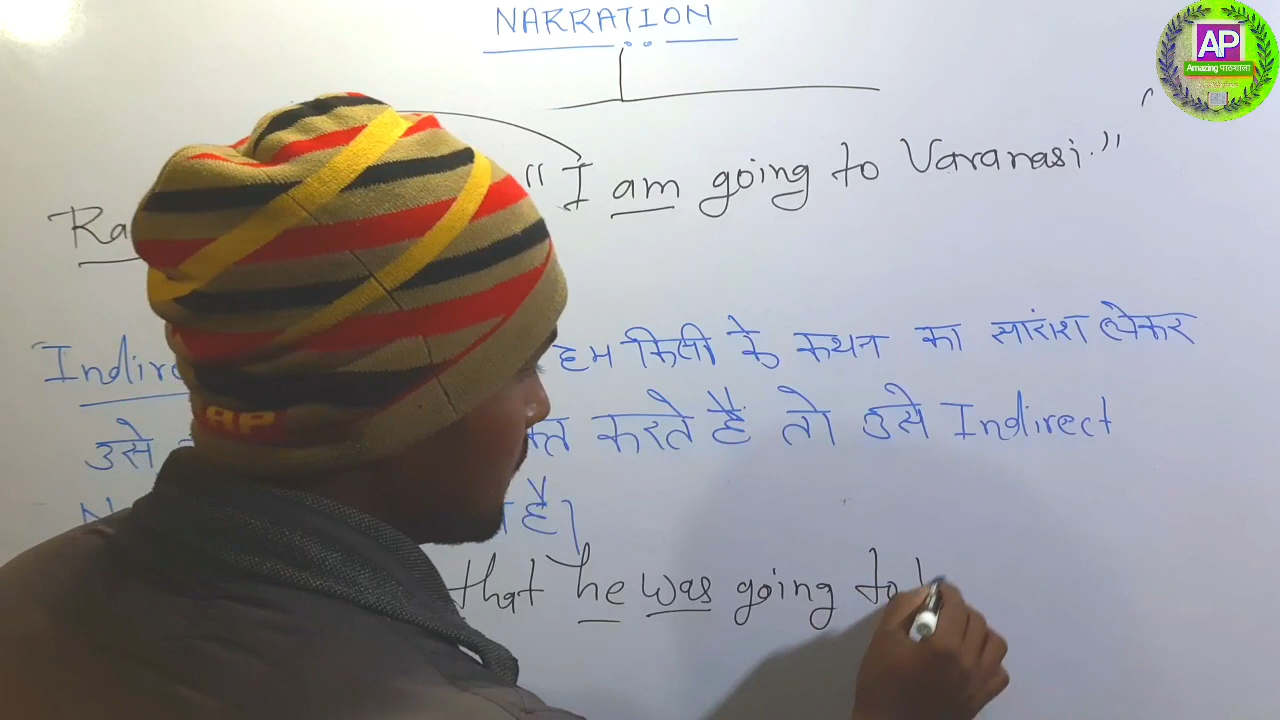 NARRATION
AP
Amazing पाठशाला
"I am going to Varanasi."
Ra
Indire हम किसी के कथन का सारांश लेकर
उसे करते है तो उसे Indirect
है।
AP
that he was going to